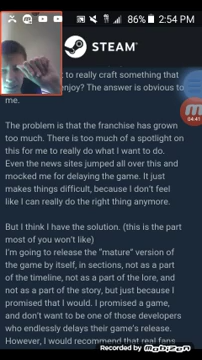 86% 2:54 PM
STEAM
to really craft something that
enjoy? The answer is obvious to
me.
04:41
The problem is that the franchise has grown
too much. There is too much of a spotlight on
this for me to really do what I want to do.
Even the news sites jumped all over this and
mocked me for delaying the game. It just
makes things difficult, because I don't feel
like I can really do the right thing anymore.
But I think I have the solution. (this is the part
most of you won't like)
I'm going to release the "mature" version of
the game by itself, in sections, not as a part
of the timeline, not as a part of the lore, and
not as a part of the story, but just because I
promised that I would. I promised a game,
and don't want to be one of those developers
who endlessly delays their game's release.
However, I would recommend that real fans
Recorded by Mobizen